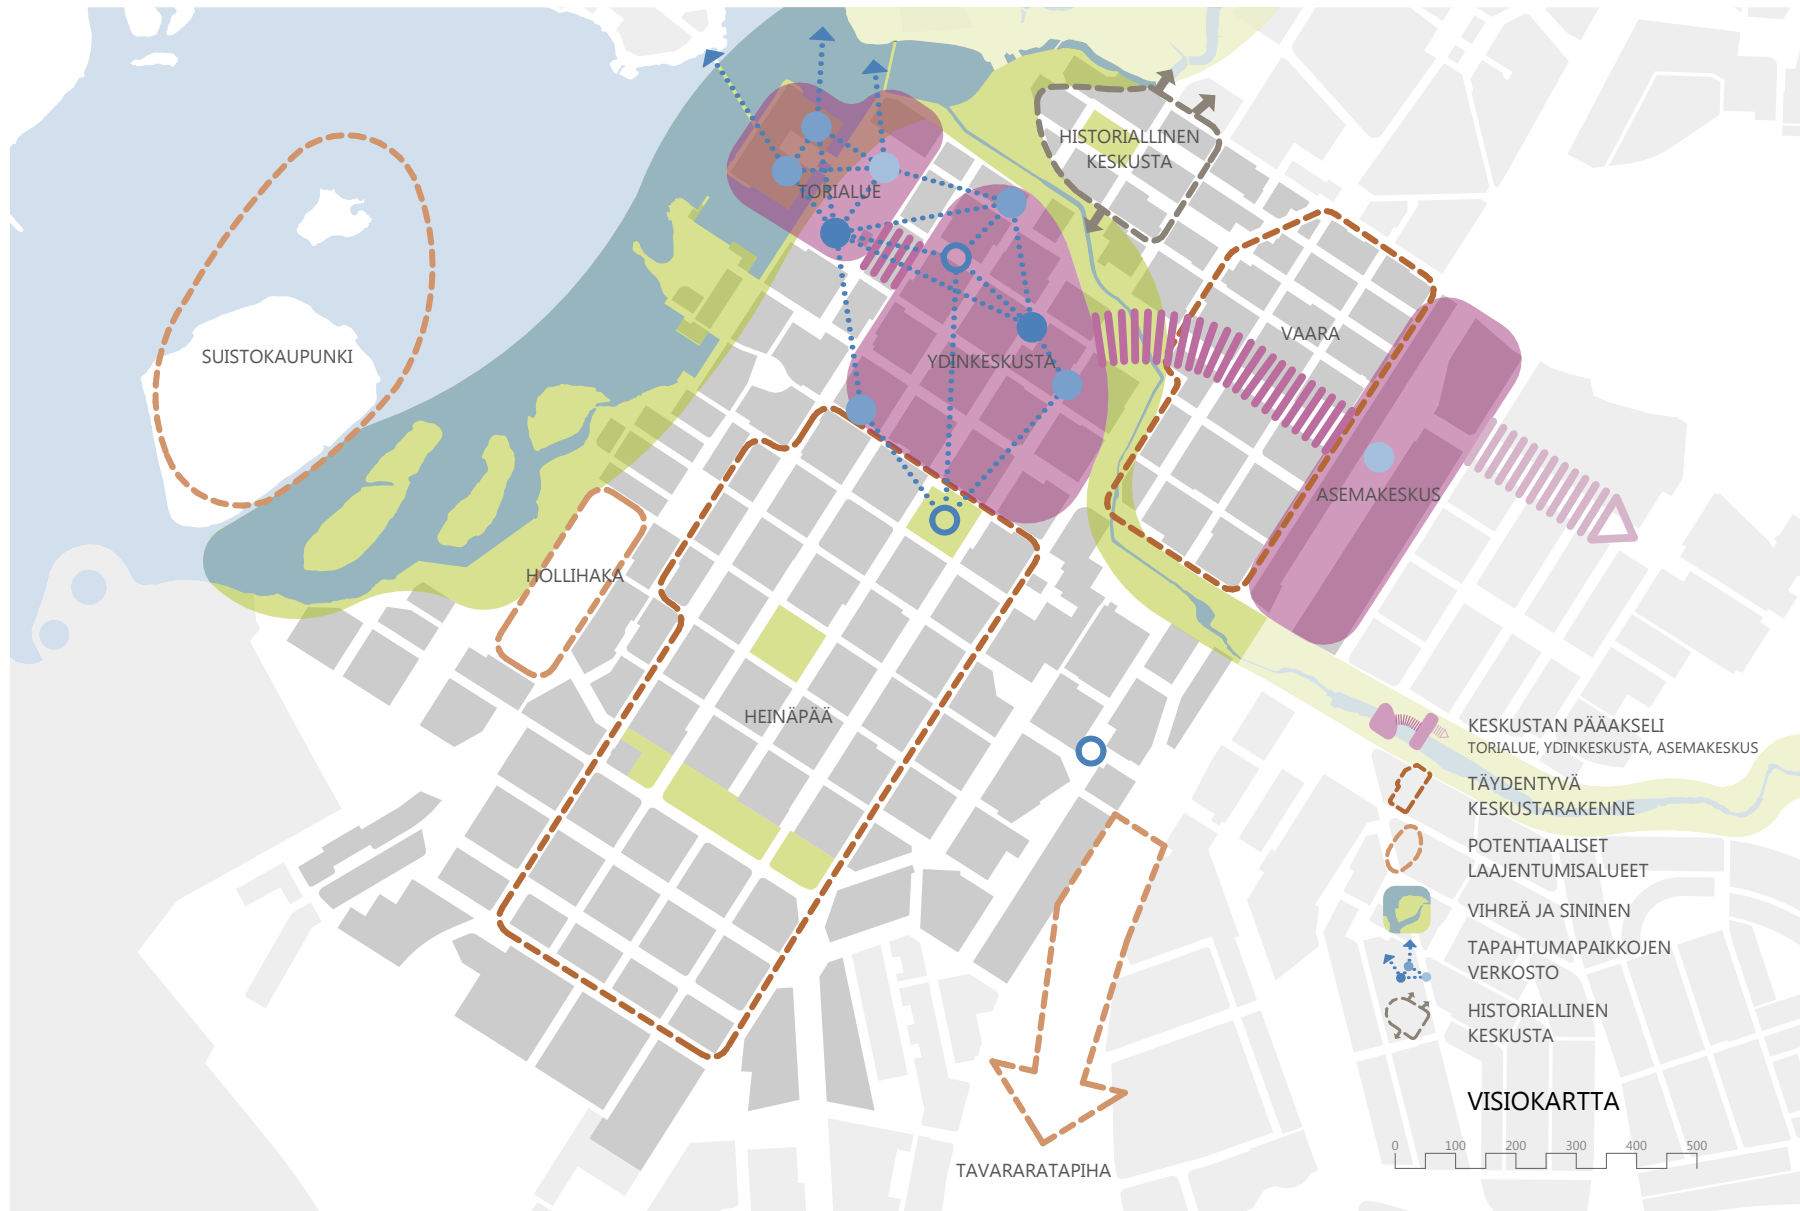 HISTORIALLINEN
KESKUSTA
TORIALUE
VAARA
SUISTOKAUPUNKI
YDINKESKUSTA
ASEMAKESKUS
HOLLIHAKA
HEINÄPÄÄ
TAVARARATAPIHA
KESKUSTAN PÄÄAKSELI
TORIALUE, YDINKESKUSTA, ASEMAKESKUS
TÄYDENTYVÄ
KESKUSTARAKENNE
POTENTIAALISET
LAAJENTUMISALUEET
VIHREÄ JA SININEN
TAPAHTUMAPAIKKOJEN
VERKOSTO
HISTORIALLINEN
KESKUSTA
VISIOKARTTA
0 100 200 300 400 500